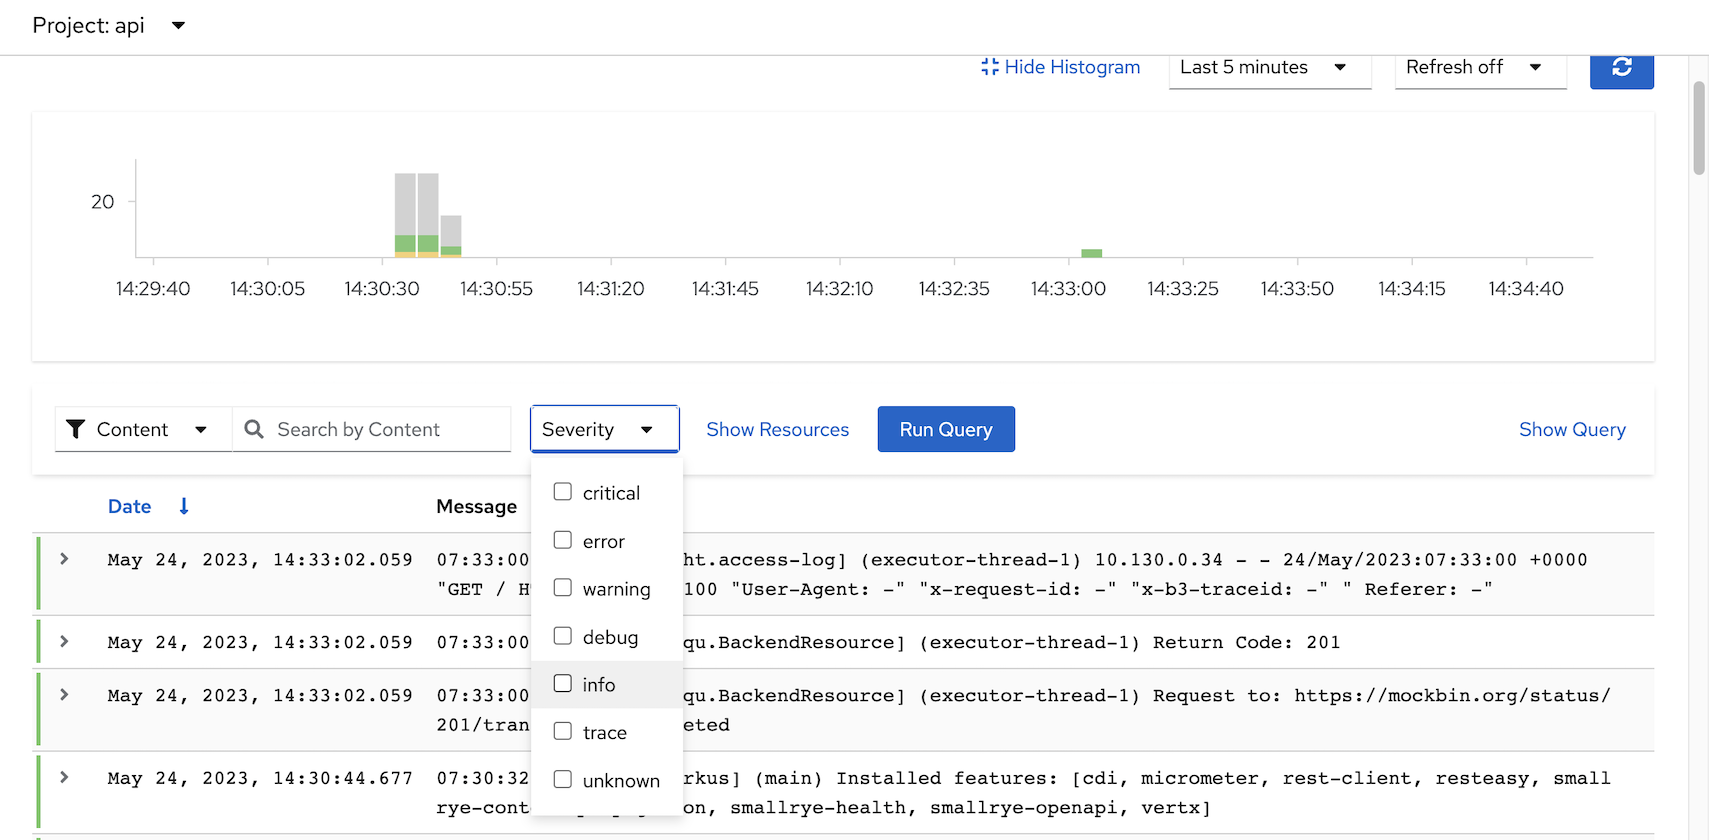 Project: api
Hide Histogram
Last 5 minutes
Refresh off
20
14:29:40 14:30:05 14:30:30 14:30:55 14:31:20 14:31:45 14:32:10 14:32:35 14:33:00 14:33:25 14:33:50 14:34:15 14:34:40
Content
Search by Content
Severity
Show Resources
Run Query
Show Query
critical
error
warning
debug
info
trace
unknown
Date
Message
May 24, 2023, 14:33:02.059 07:33:00 ht.access-log] (executor-thread-1) 10.130.0.34 - - 24/May/2023:07:33:00 +0000
"GET / H 100 "User-Agent: -" "x-request-id: -" "x-b3-traceid: -" " Referer: -"
May 24, 2023, 14:33:02.059 07:33:00 qu.BackendResource] (executor-thread-1) Return Code: 201
May 24, 2023, 14:33:02.059 07:33:00 qu.BackendResource] (executor-thread-1) Request to: https://mockbin.org/status/
201/tran eted
May 24, 2023, 14:30:44.677 07:30:32 rkus] (main) Installed features: [cdi, micrometer, rest-client, resteasy, small
rye-cont on, smallrye-health, smallrye-openapi, vertx]